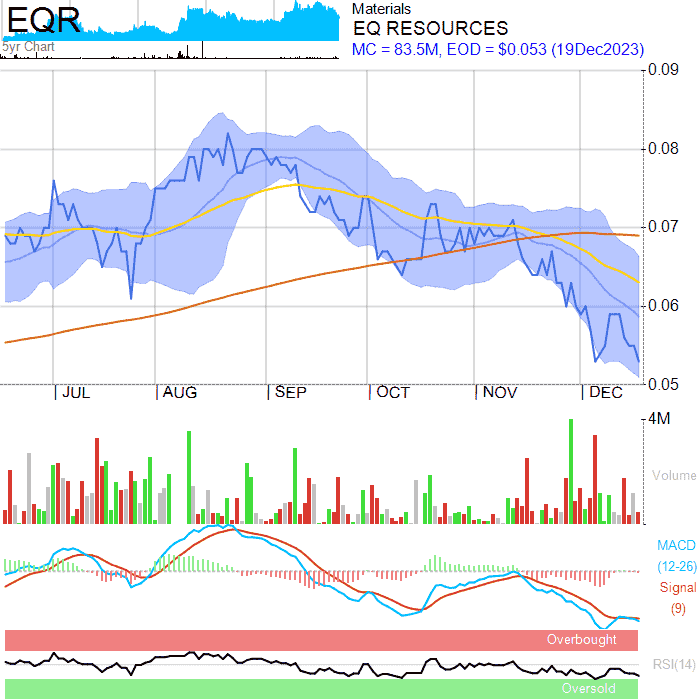 EQR
5yr Chart
Materials
EQ RESOURCES
MC = 83.5M, EOD = $0.053 (19Dec2023)
0.09
0.08
0.07
0.06
0.05
JUL AUG SEP OCT NOV DEC
4M
Volume
MACD
(12-26)
Signal
(9)
Overbought
RSI(14)
Oversold